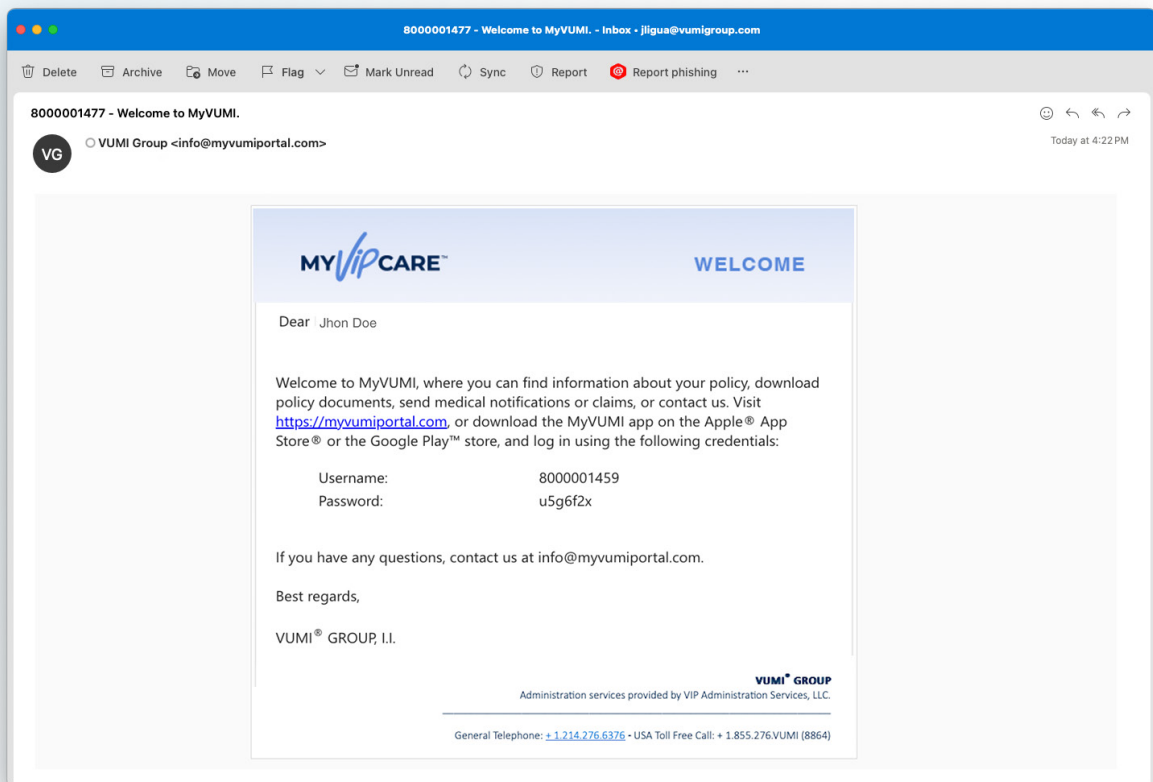 8000001477 - Welcome to MyVUMI. - Inbox • jligua@vumigroup.com
Delete Archive Move Flag Mark Unread Sync Report Report phishing ...
8000001477 - Welcome to MyVUMI.
VG
VUMI Group <info@myvumiportal.com>
Today at 4:22 PM
MY VIP CARE™
WELCOME
Dear Jhon Doe
Welcome to MyVUMI, where you can find information about your policy, download
policy documents, send medical notifications or claims, or contact us. Visit
https://myvumiportal.com, or download the MyVUMI app on the Apple® App
Store® or the Google Play™ store, and log in using the following credentials:
Username: 8000001459
Password: u5g6f2x
If you have any questions, contact us at info@myvumiportal.com.
Best regards,
VUMI® GROUP, I.I.
VUMI® GROUP
Administration services provided by VIP Administration Services, LLC.
General Telephone: + 1.214.276.6376 - USA Toll Free Call: + 1.855.276.VUMI (8864)